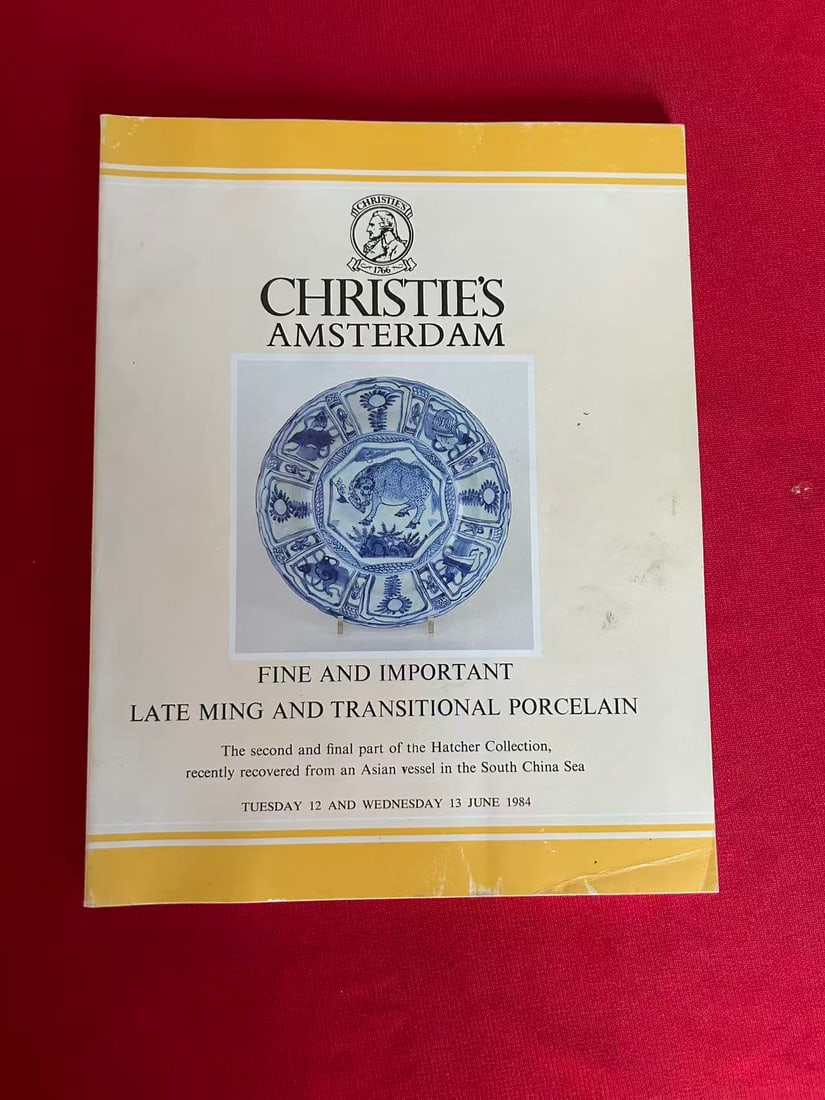 CHRISTIE'S
1766
CHRISTIE'S
AMSTERDAM
FINE AND IMPORTANT
LATE MING AND TRANSITIONAL PORCELAIN
The second and final part of the Hatcher Collection,
recently recovered from an Asian vessel in the South China Sea
TUESDAY 12 AND WEDNESDAY 13 JUNE 1984